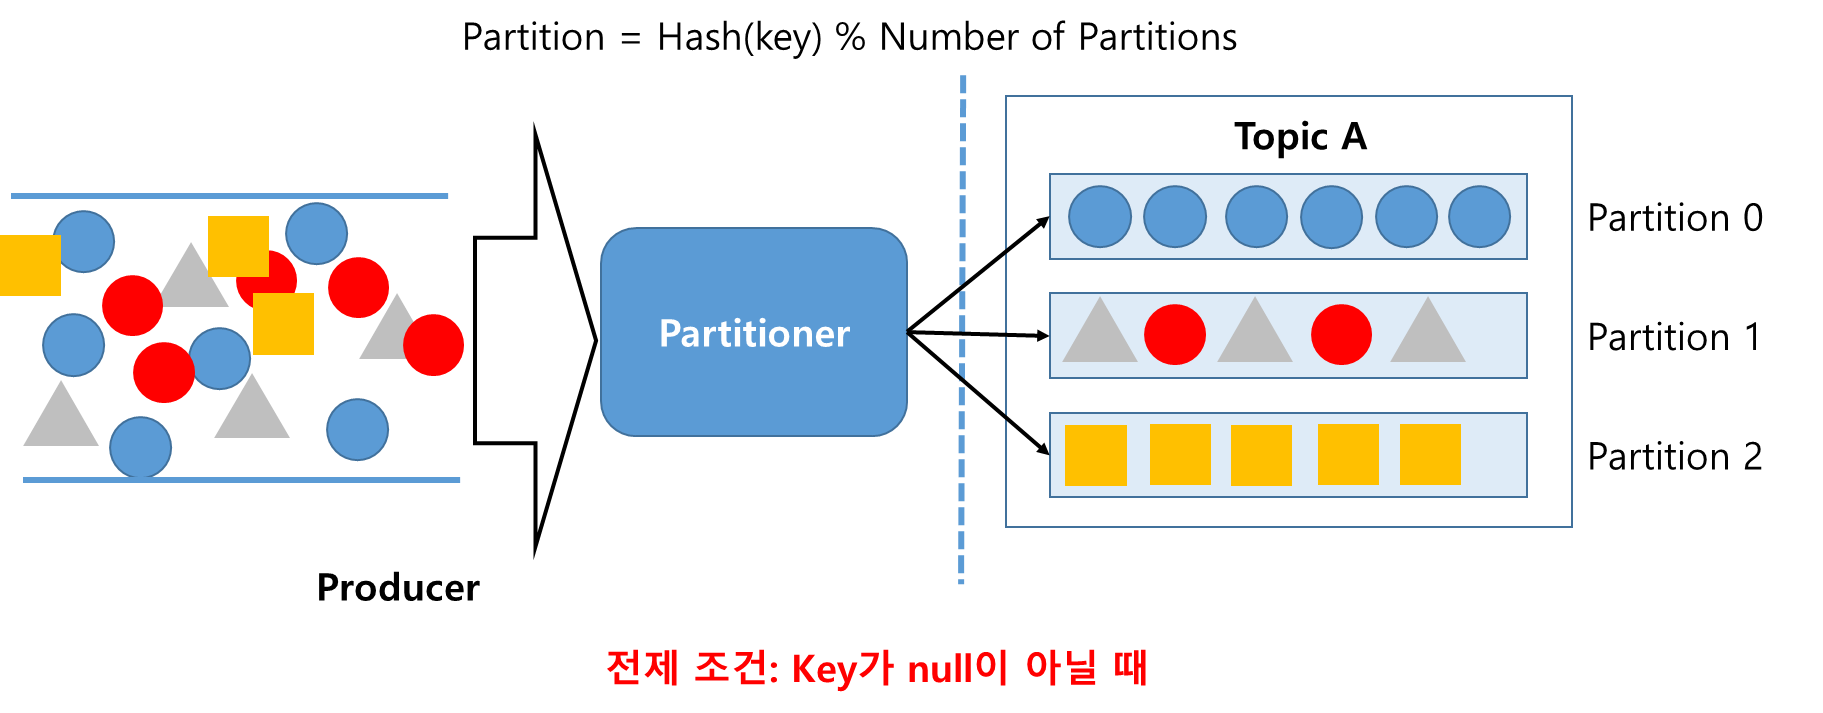 Partition = Hash(key) % Number of Partitions
Topic A
Partition 0
Partitioner
Partition 1
Partition 2
Producer
전제 조건: Key가 null이 아닐 때